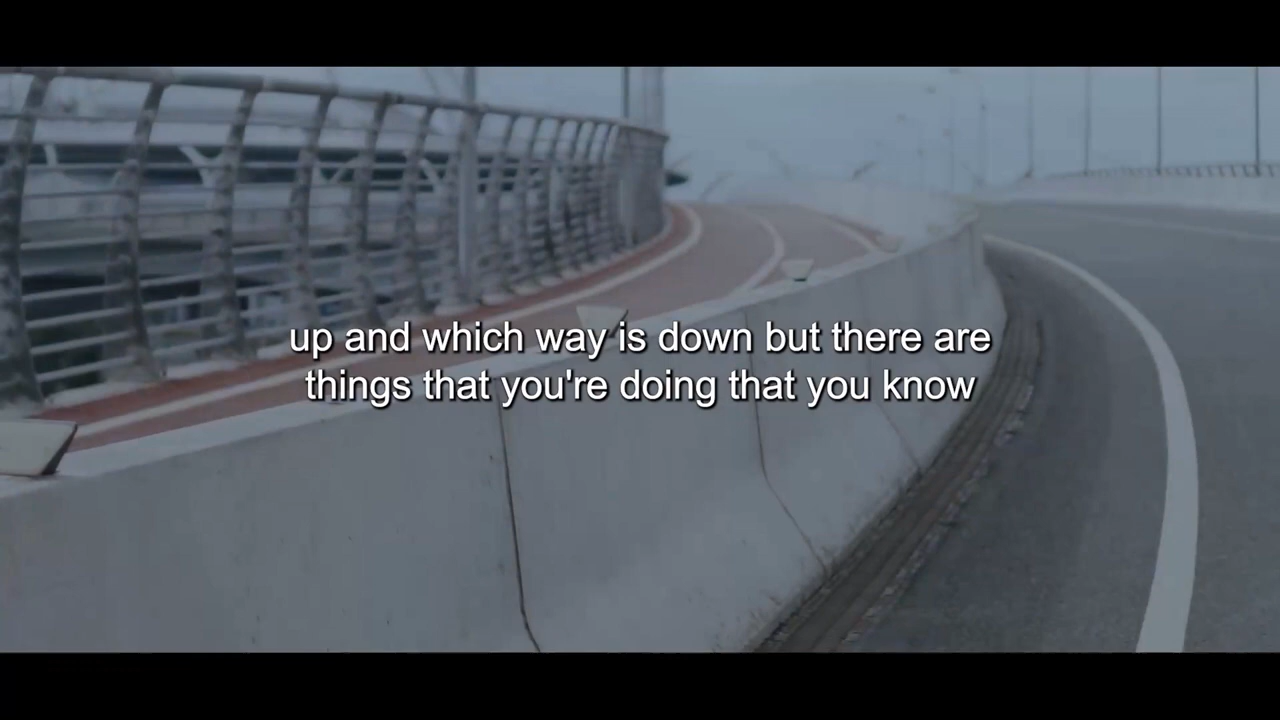 up and which way is down but there are
things that you're doing that you know